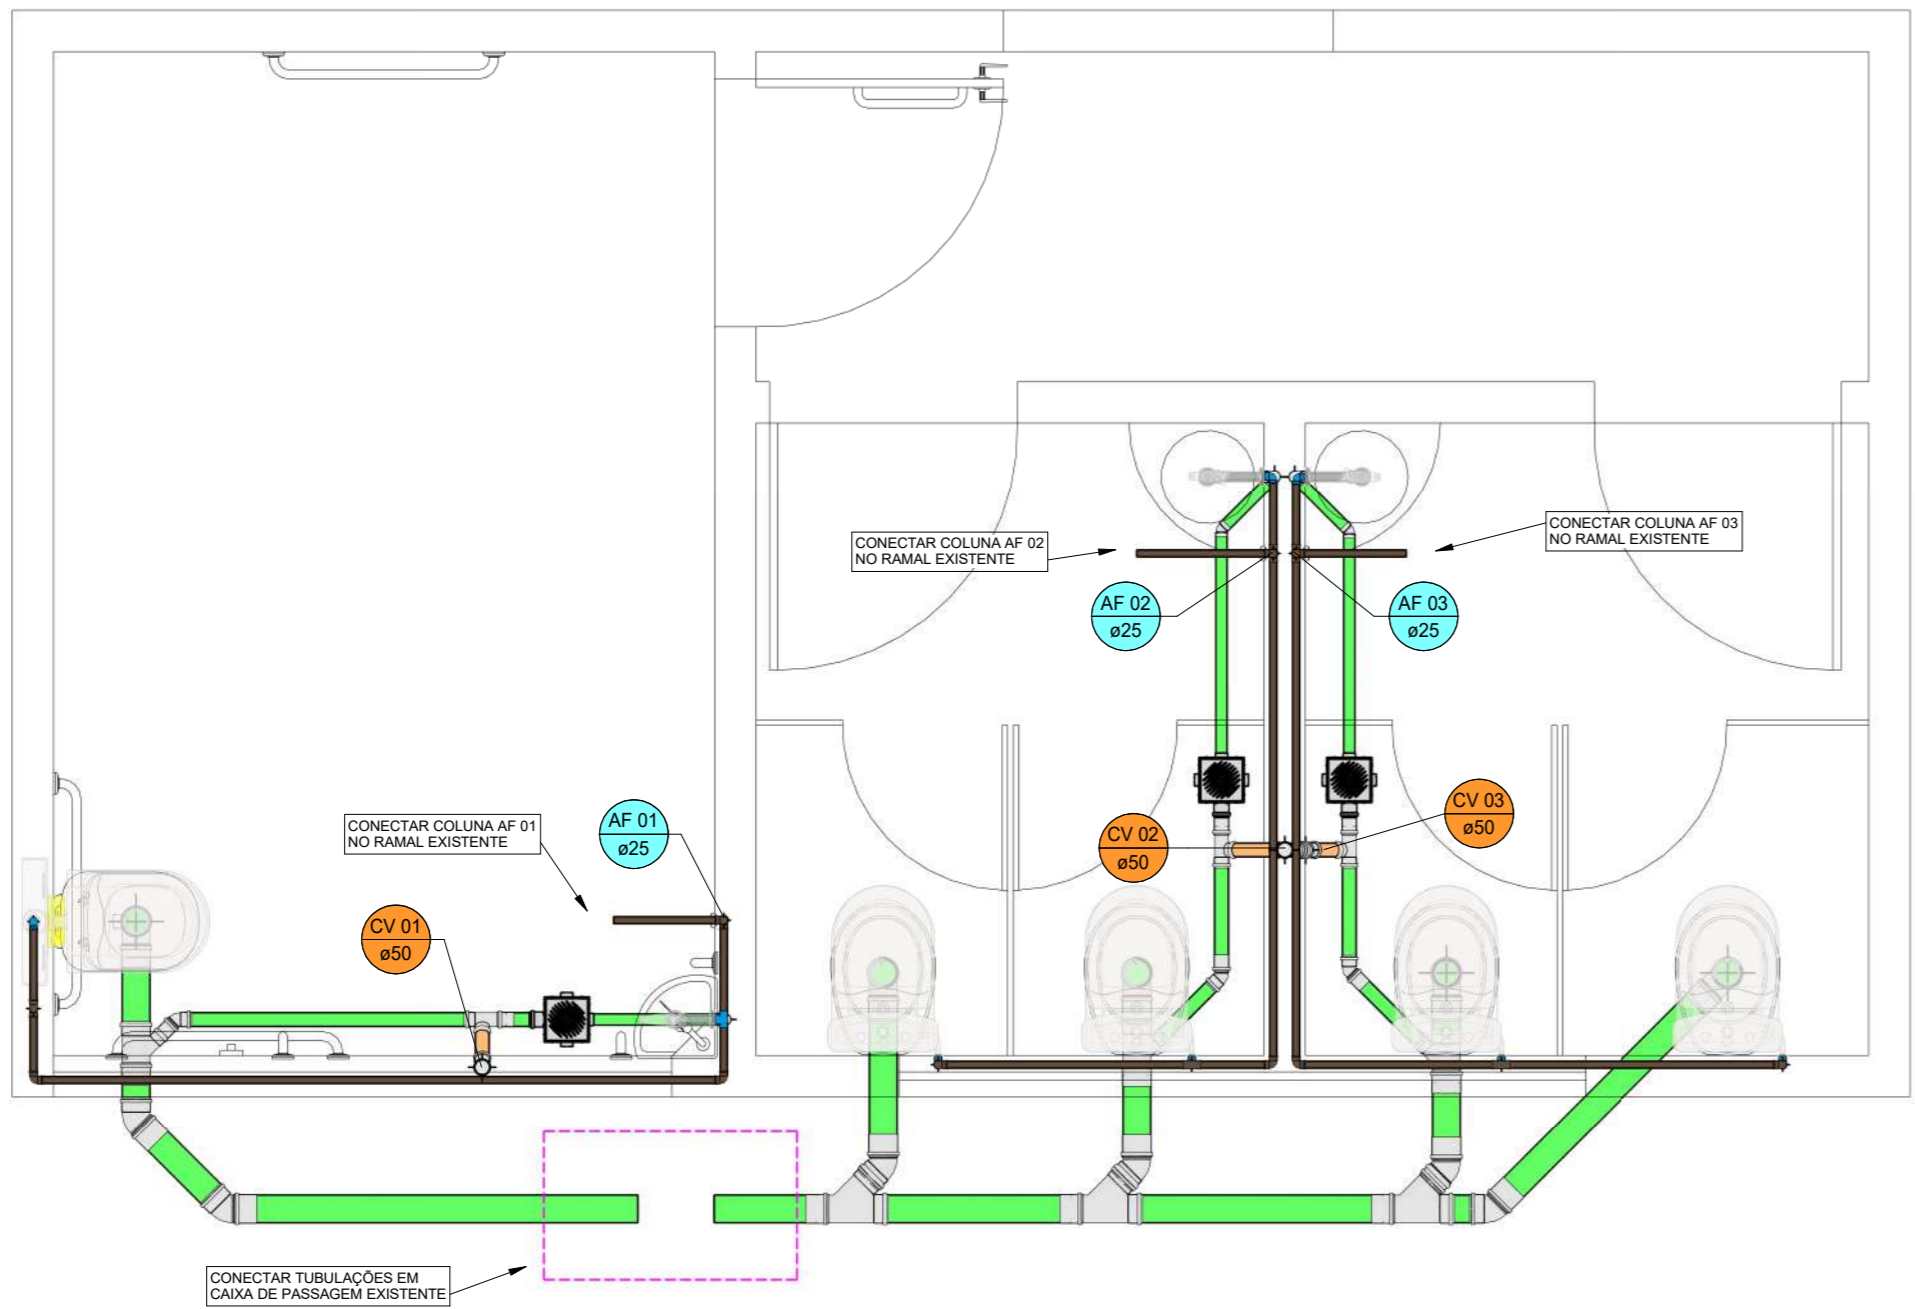 CONECTAR COLUNA AF 02
NO RAMAL EXISTENTE
CONECTAR COLUNA AF 03
NO RAMAL EXISTENTE
AF 02
ø25
AF 03
ø25
CONECTAR COLUNA AF 01
NO RAMAL EXISTENTE
AF 01
ø25
CV 02
ø50
CV 03
ø50
CV 01
ø50
CONECTAR TUBULAÇÕES EM
CAIXA DE PASSAGEM EXISTENTE